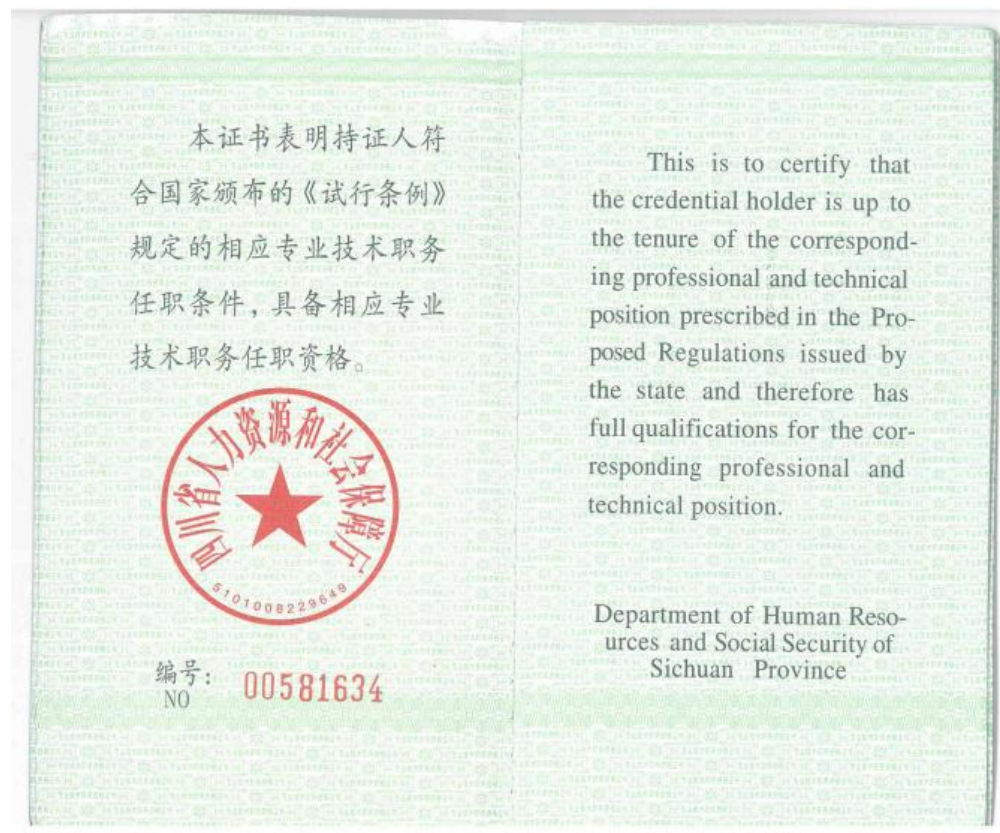 本证书表明持证人符
合国家颁布的《试行条例》
规定的相应专业技术职务
任职条件，具备相应专业
技术职务任职资格。
四川省人力资源和社会保障厅
5101008229649
编号：
NO
00581634
This is to certify that
the credential holder is up to
the tenure of the correspond-
ing professional and technical
position prescribed in the Pro-
posed Regulations issued by
the state and therefore has
full qualifications for the cor-
responding professional and
technical position.
Department of Human Reso-
urces and Social Security of
Sichuan Province